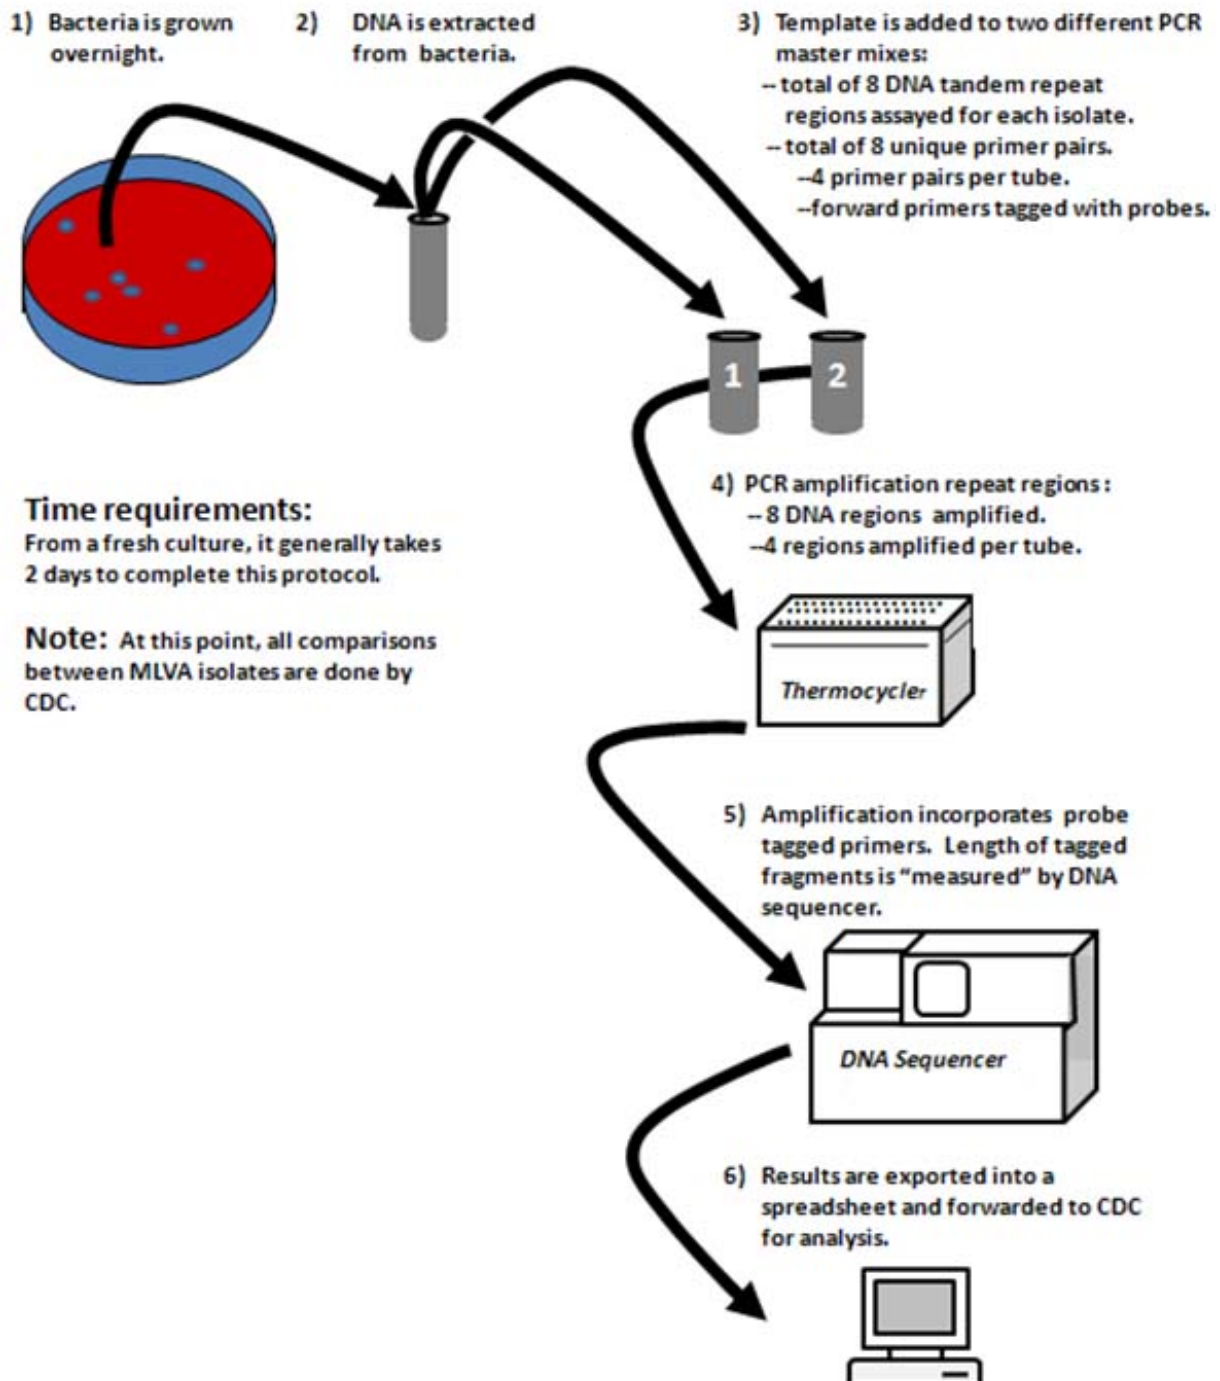 1) Bacteria is grown
overnight.
2) DNA is extracted
from bacteria.
3) Template is added to two different PCR
master mixes:
-- total of 8 DNA tandem repeat
regions assayed for each isolate.
-- total of 8 unique primer pairs.
--4 primer pairs per tube.
--forward primers tagged with probes.
1
2
4) PCR amplification repeat regions :
-- 8 DNA regions amplified.
--4 regions amplified per tube.
Time requirements:
From a fresh culture, it generally takes
2 days to complete this protocol.
Note: At this point, all comparisons
between MLVA isolates are done by
CDC.
Thermocycler
5) Amplification incorporates probe
tagged primers. Length of tagged
fragments is "measured" by DNA
sequencer.
DNA Sequencer
6) Results are exported into a
spreadsheet and forwarded to CDC
for analysis.